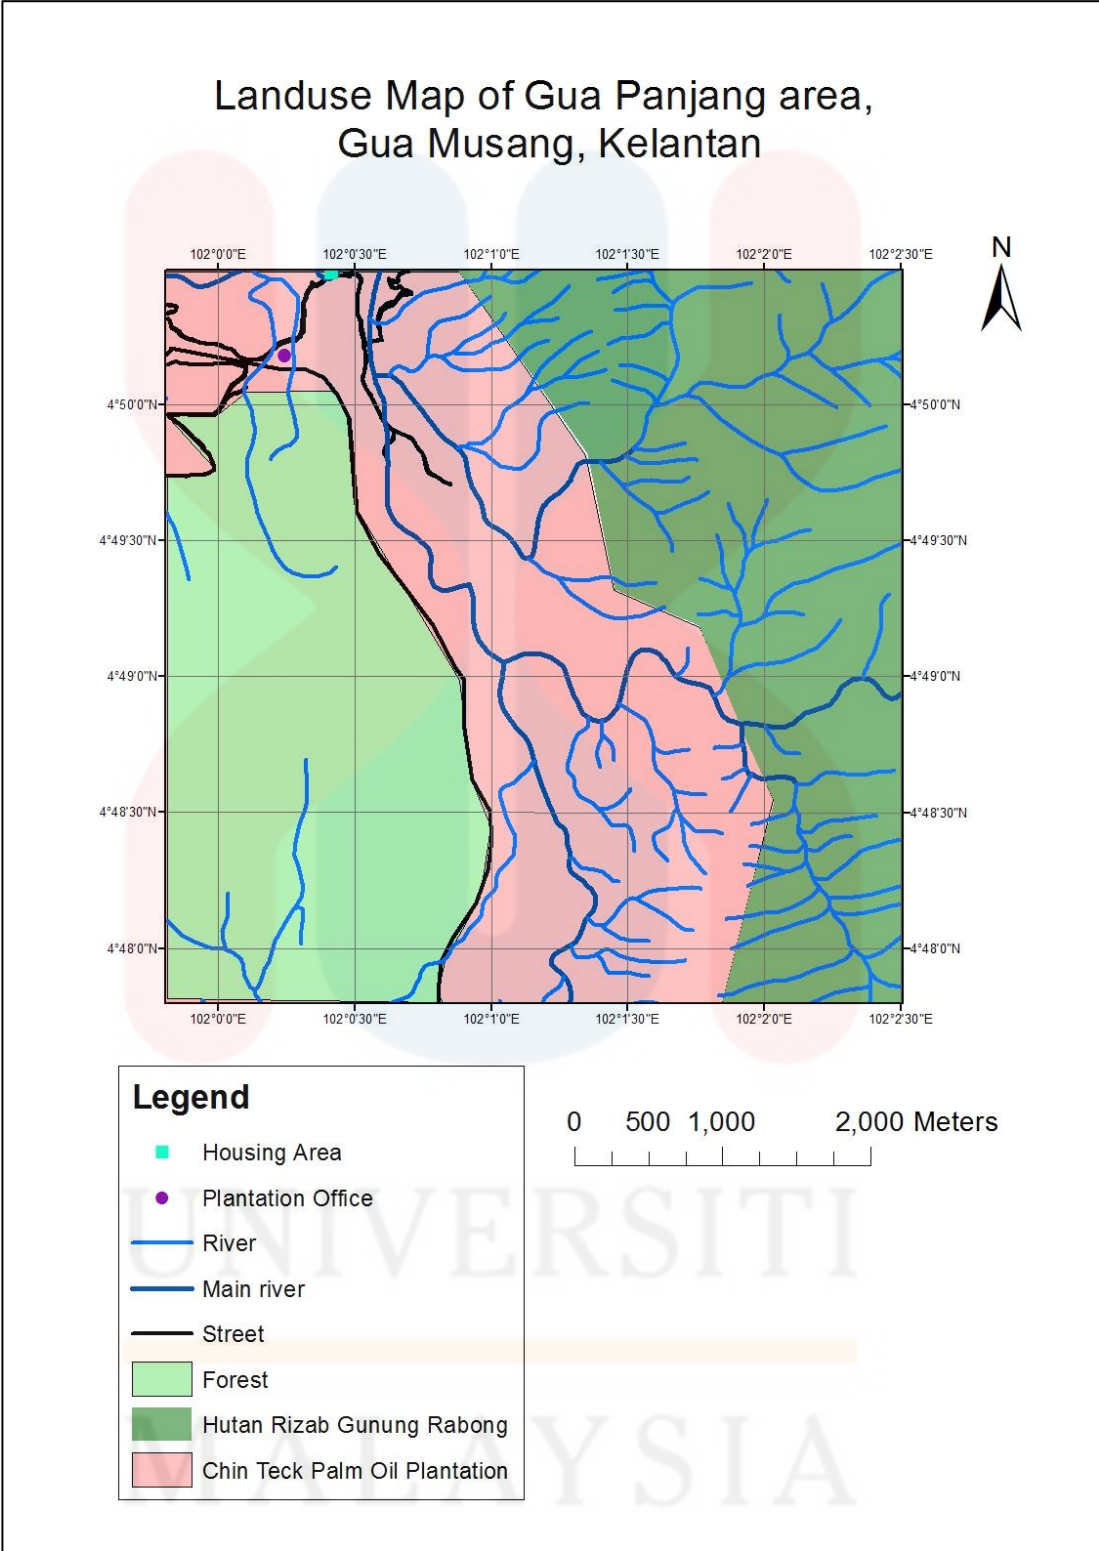 Landuse Map of Gua Panjang area,
Gua Musang, Kelantan
N
102°0'0"E 102°0'30"E 102°1'0"E 102°1'30"E 102°2'0"E 102°2'30"E
4°50'0"N 4°50'0"N
4°49'30"N 4°49'30"N
4°49'0"N 4°49'0"N
4°48'30"N 4°48'30"N
4°48'0"N 4°48'0"N
102°0'0"E 102°0'30"E 102°1'0"E 102°1'30"E 102°2'0"E 102°2'30"E
Legend
Housing Area
Plantation Office
River
Main river
Street
Forest
Hutan Rizab Gunung Rabong
Chin Teck Palm Oil Plantation
0 500 1,000 2,000 Meters
UNIVERSITI
MALAYSIA